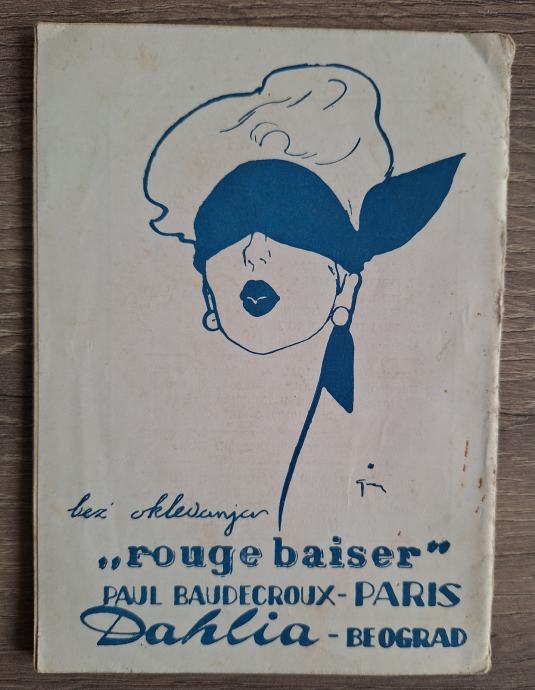 bez oklevanja
„rouge baiser"
PAUL BAUDECROUX - PARIS
Dahlia - BEOGRAD